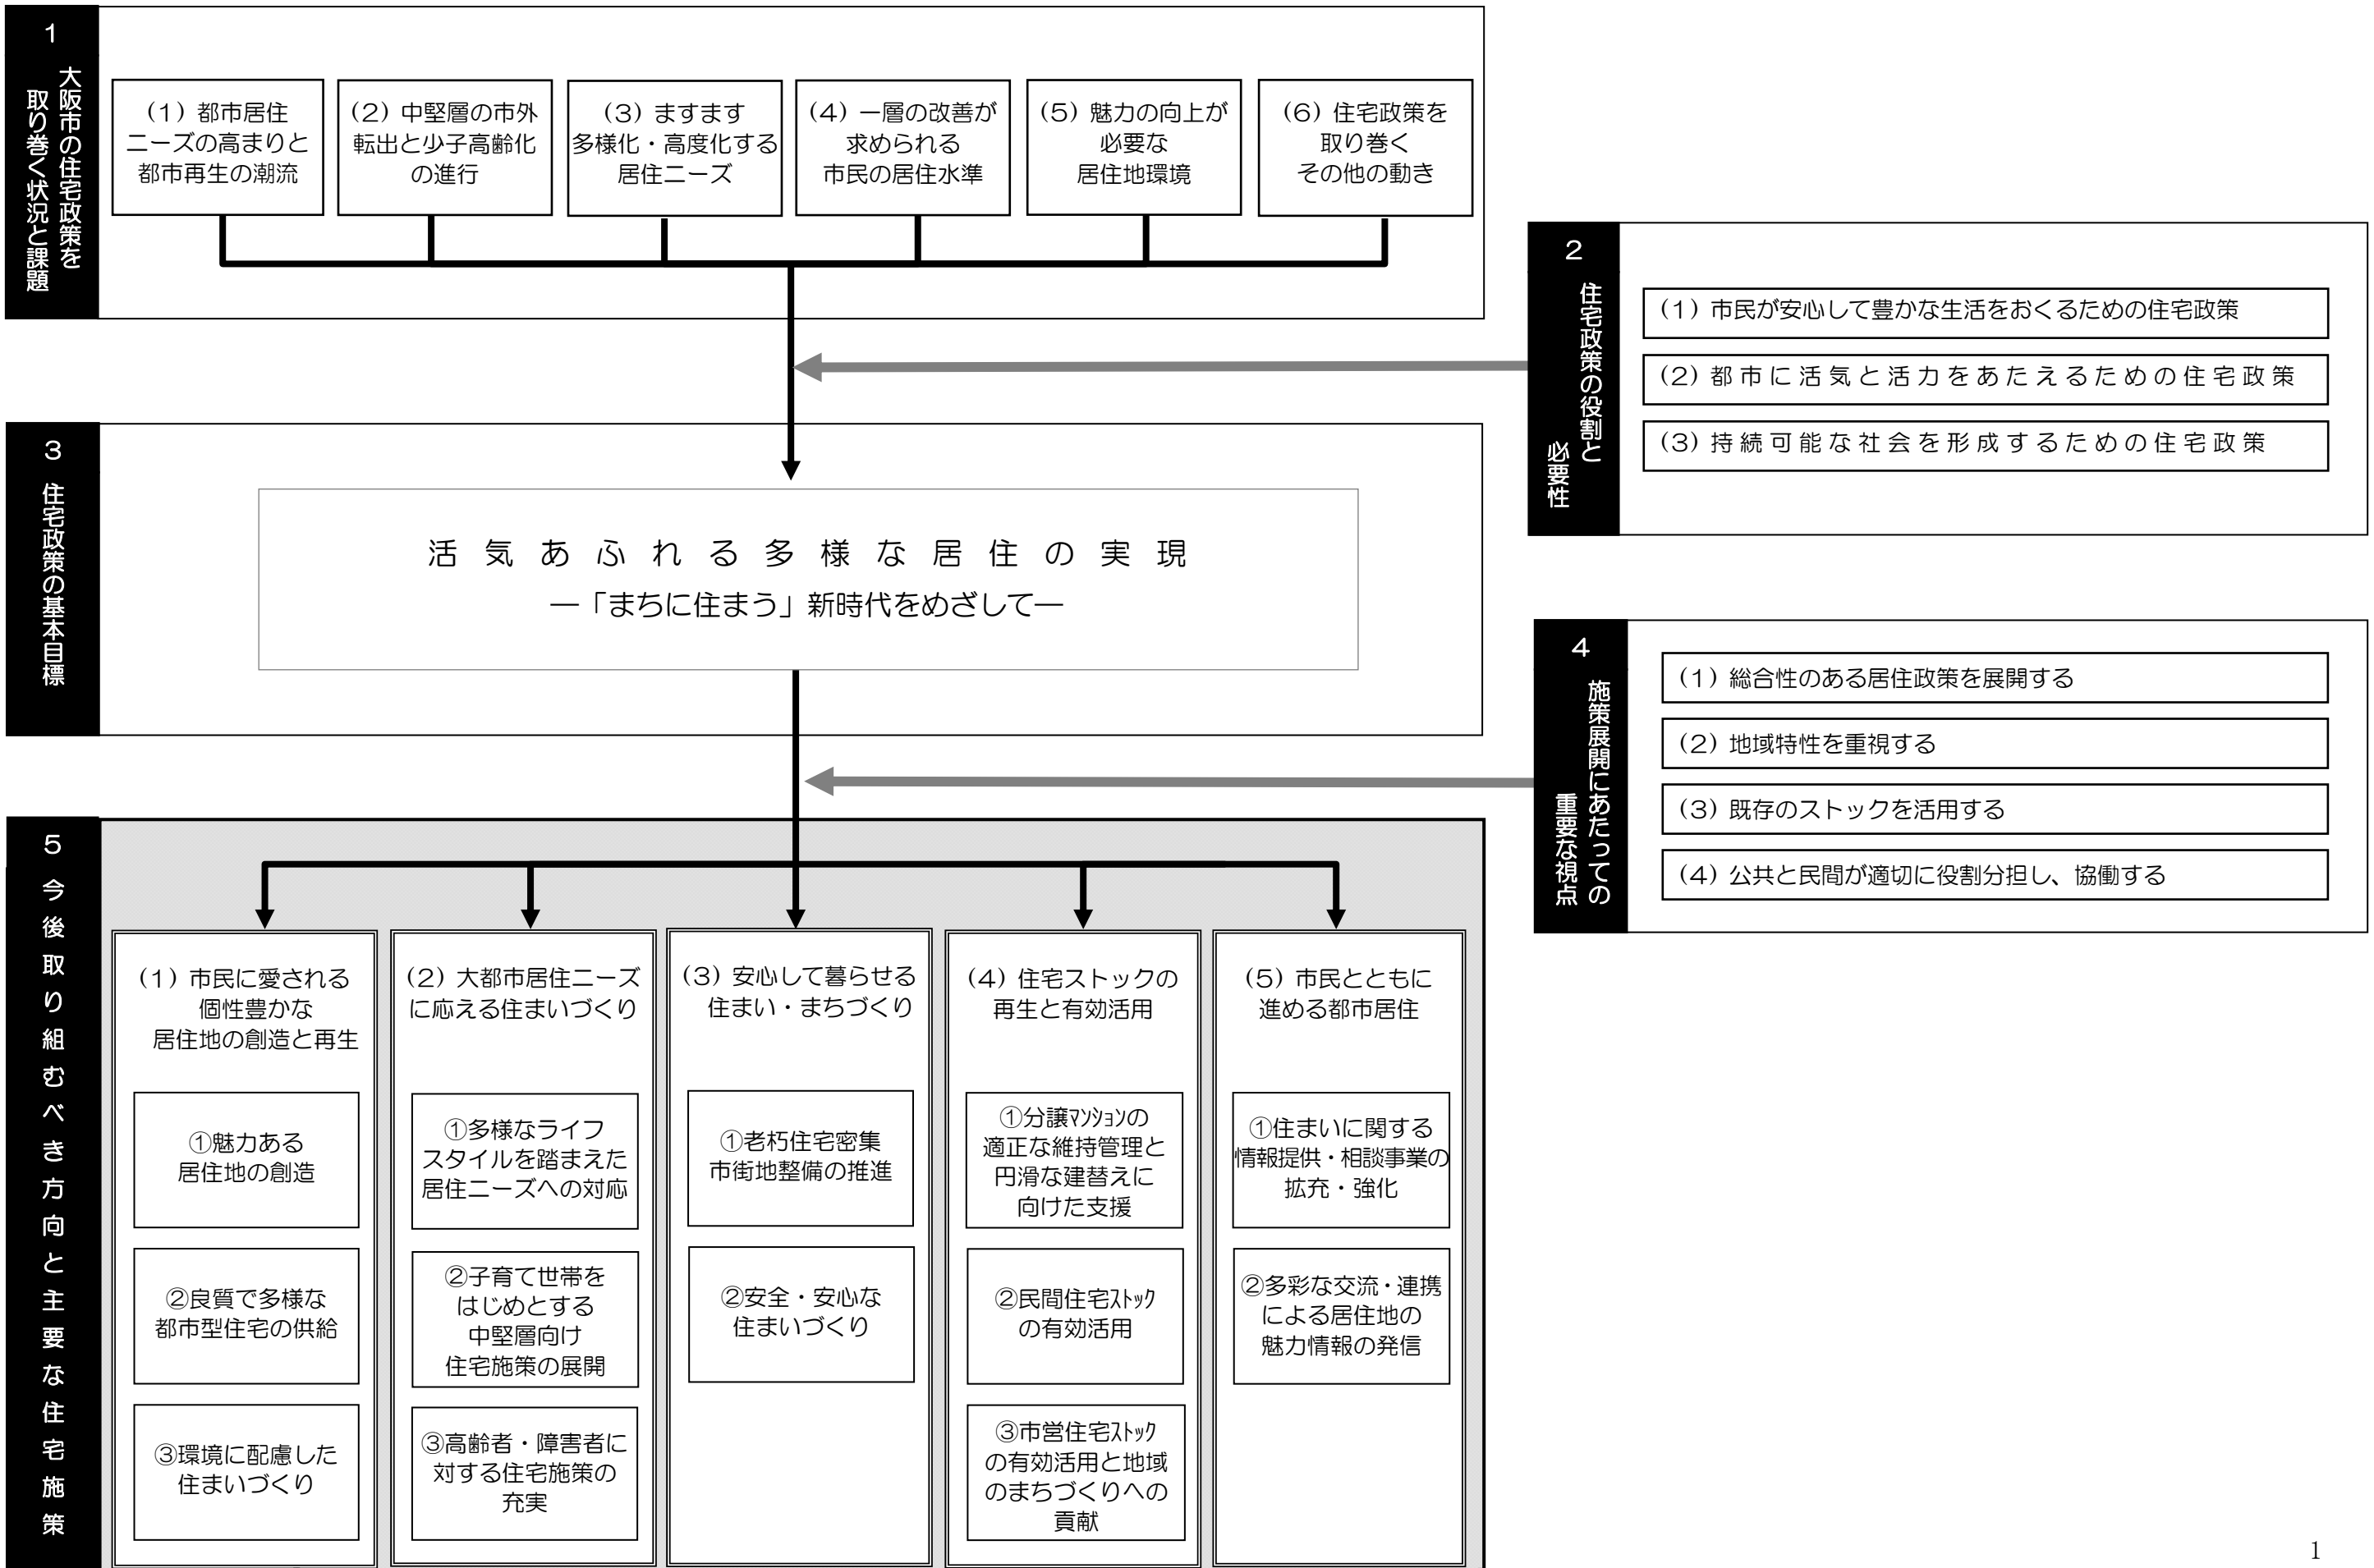 1
大阪市の住宅政策を
取り巻く状況と課題
(1) 都市居住
ニーズの高まりと
都市再生の潮流
(2) 中堅層の市外
転出と少子高齢化
の進行
(3) ますます
多様化・高度化する
居住ニーズ
(4) 一層の改善が
求められる
市民の居住水準
(5) 魅力の向上が
必要な
居住地環境
(6) 住宅政策を
取り巻く
その他の動き
2
住宅政策の役割と
必要性
(1) 市民が安心して豊かな生活をおくるための住宅政策
(2) 都市に活気と活力をあたえるための住宅政策
(3) 持続可能な社会を形成するための住宅政策
3
住宅政策の基本目標
活気あふれる多様な居住の実現
―「まちに住まう」新時代をめざして―
4
施策展開にあたっての
重要な視点
(1) 総合性のある居住政策を展開する
(2) 地域特性を重視する
(3) 既存のストックを活用する
(4) 公共と民間が適切に役割分担し、協働する
5
今後取り組むべき方向と主要な住宅施策
(1) 市民に愛される
個性豊かな
居住地の創造と再生
①魅力ある
居住地の創造
②良質で多様な
都市型住宅の供給
③環境に配慮した
住まいづくり
(2) 大都市居住ニーズ
に応える住まいづくり
①多様なライフ
スタイルを踏まえた
居住ニーズへの対応
②子育て世帯を
はじめとする
中堅層向け
住宅施策の展開
③高齢者・障害者に
対する住宅施策の
充実
(3) 安心して暮らせる
住まい・まちづくり
①老朽住宅密集
市街地整備の推進
②安全・安心な
住まいづくり
(4) 住宅ストックの
再生と有効活用
①分譲ﾏﾝｼｮﾝの
適正な維持管理と
円滑な建替えに
向けた支援
②民間住宅ｽﾄｯｸ
の有効活用
③市営住宅ｽﾄｯｸ
の有効活用と地域
のまちづくりへの
貢献
(5) 市民とともに
進める都市居住
①住まいに関する
情報提供・相談事業の
拡充・強化
②多彩な交流・連携
による居住地の
魅力情報の発信
1